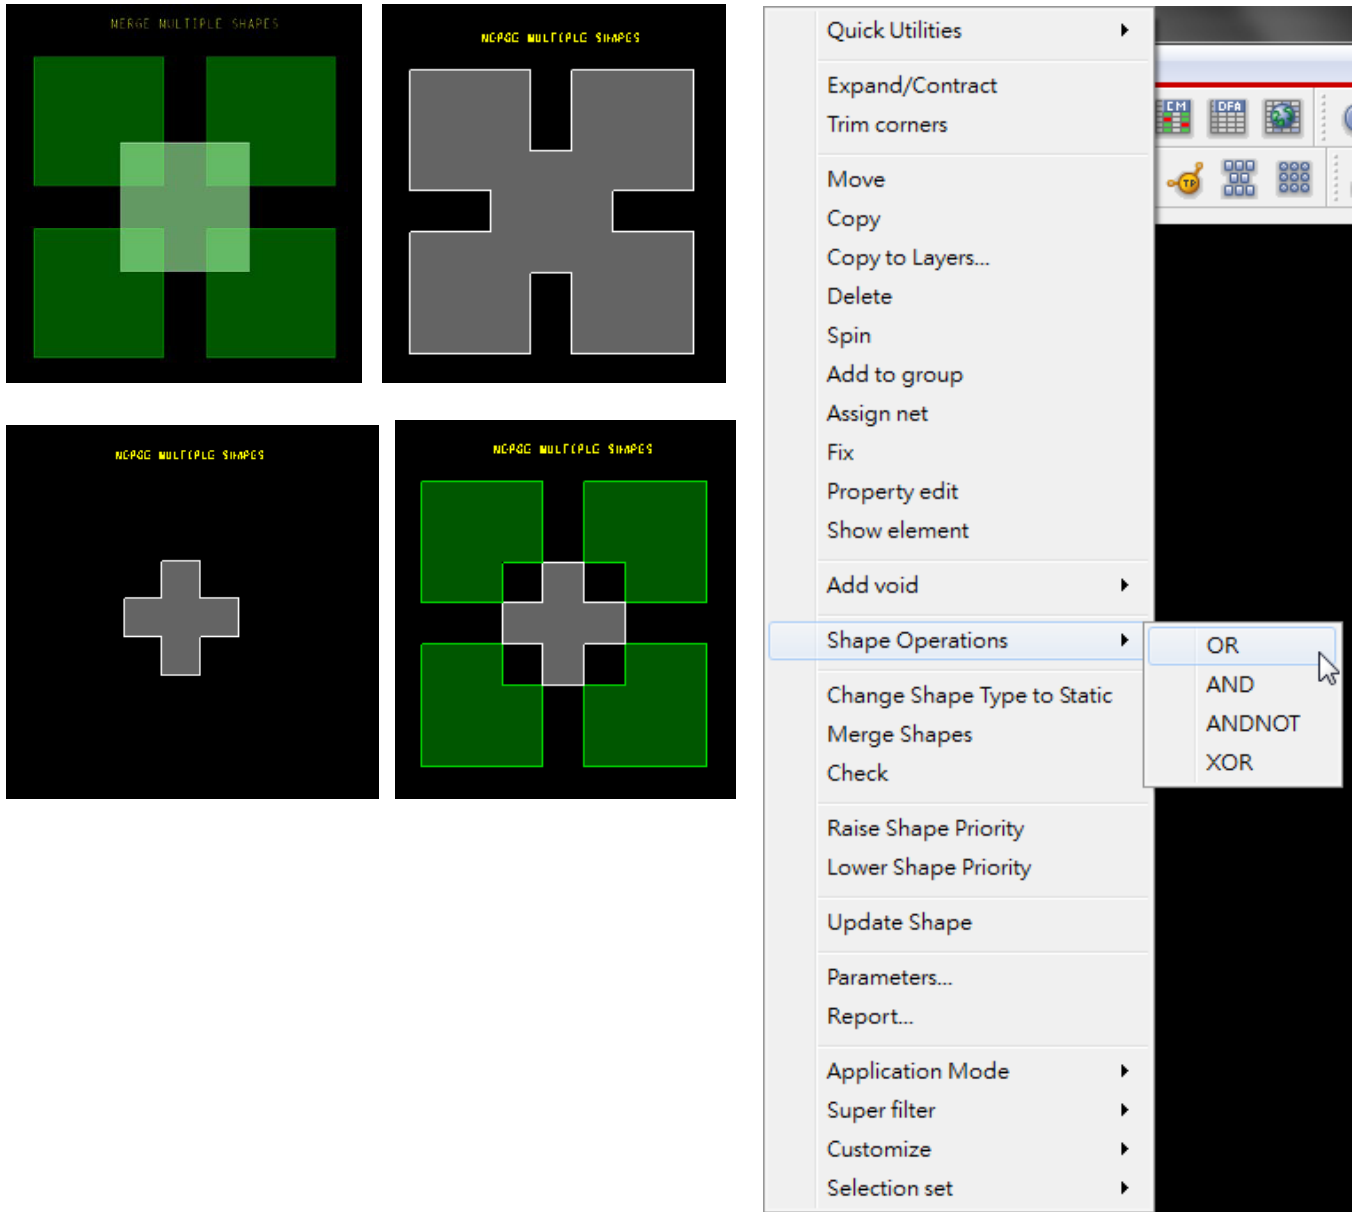 MERGE MULTIPLE SHAPES
MERGE MULTIPLE SHAPES
MERGE MULTIPLE SHAPES
MERGE MULTIPLE SHAPES
Quick Utilities
Expand/Contract
Trim corners
Move
Copy
Copy to Layers...
Delete
Spin
Add to group
Assign net
Fix
Property edit
Show element
Add void
Shape Operations
OR
AND
ANDNOT
XOR
Change Shape Type to Static
Merge Shapes
Check
Raise Shape Priority
Lower Shape Priority
Update Shape
Parameters...
Report...
Application Mode
Super filter
Customize
Selection set
CM
DFA
TP